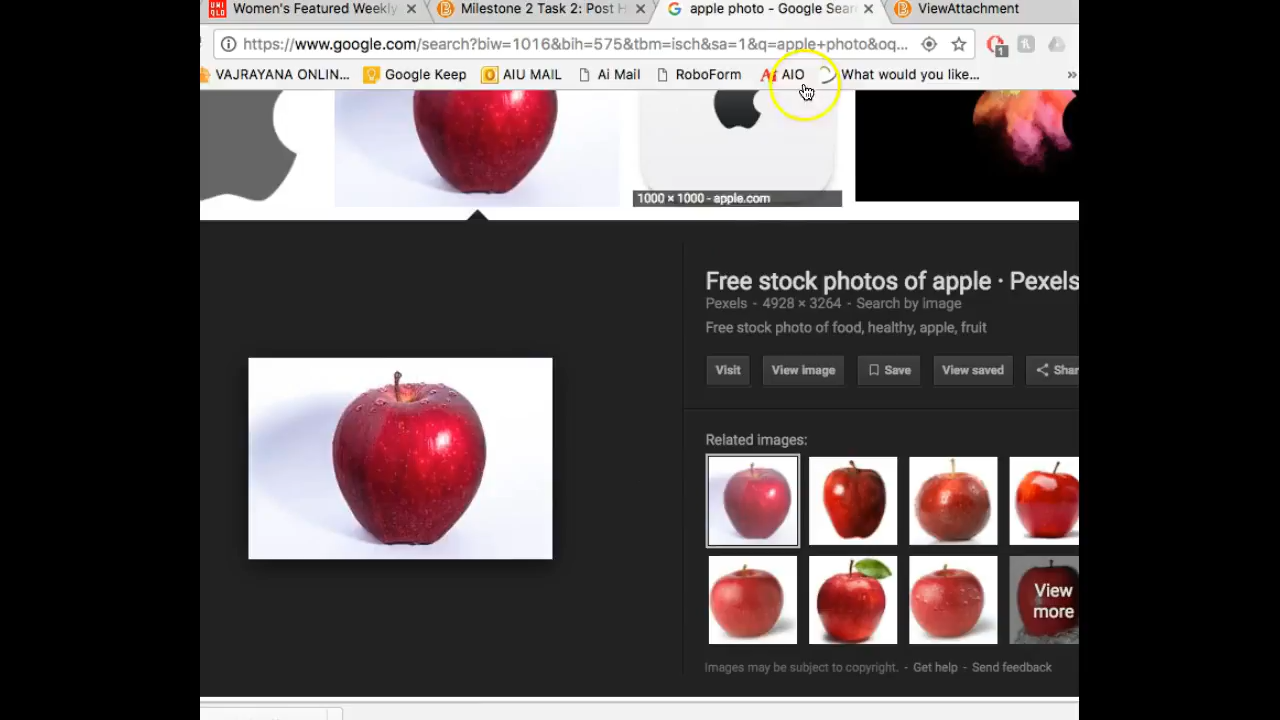 UNI QLO Women's Featured Weekly Milestone 2 Task 2: Post H apple photo - Google Sear ViewAttachment
https://www.google.com/search?biw=1016&bih=575&tbm=isch&sa=1&q=apple+photo&oq...
1
VAJRAYANA ONLIN... Google Keep AIU MAIL Ai Mail RoboForm AIO What would you like... »
1000 × 1000 - apple.com
Free stock photos of apple · Pexels
Pexels - 4928 × 3264 - Search by image
Free stock photo of food, healthy, apple, fruit
Visit View image Save View saved Shar
Related images:
View
more
Images may be subject to copyright. - Get help - Send feedback